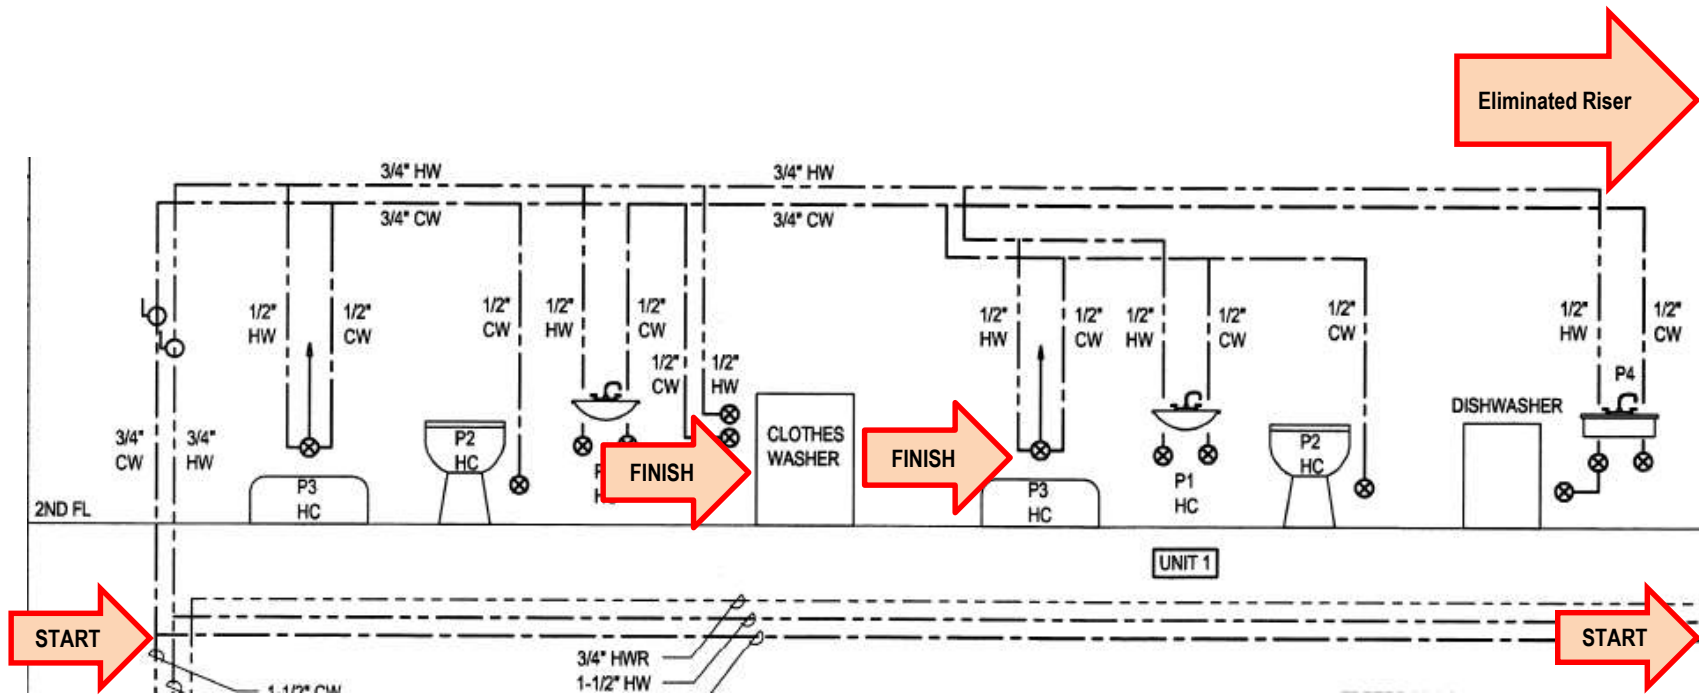 Eliminated Riser
3/4" HW
3/4" HW
3/4" CW
3/4" CW
1/2"
HW
1/2"
CW
1/2"
CW
1/2"
HW
1/2"
CW
1/2"
CW
1/2"
HW
1/2"
HW
1/2"
CW
1/2"
HW
1/2"
CW
1/2"
CW
1/2"
HW
1/2"
CW
P4
DISHWASHER
3/4"
CW
3/4"
HW
P2
HC
CLOTHES
WASHER
FINISH
FINISH
P3
HC
P3
HC
P1
HC
P2
HC
2ND FL
UNIT 1
START
START
3/4" HWR
1-1/2" HW
1-1/2" CW